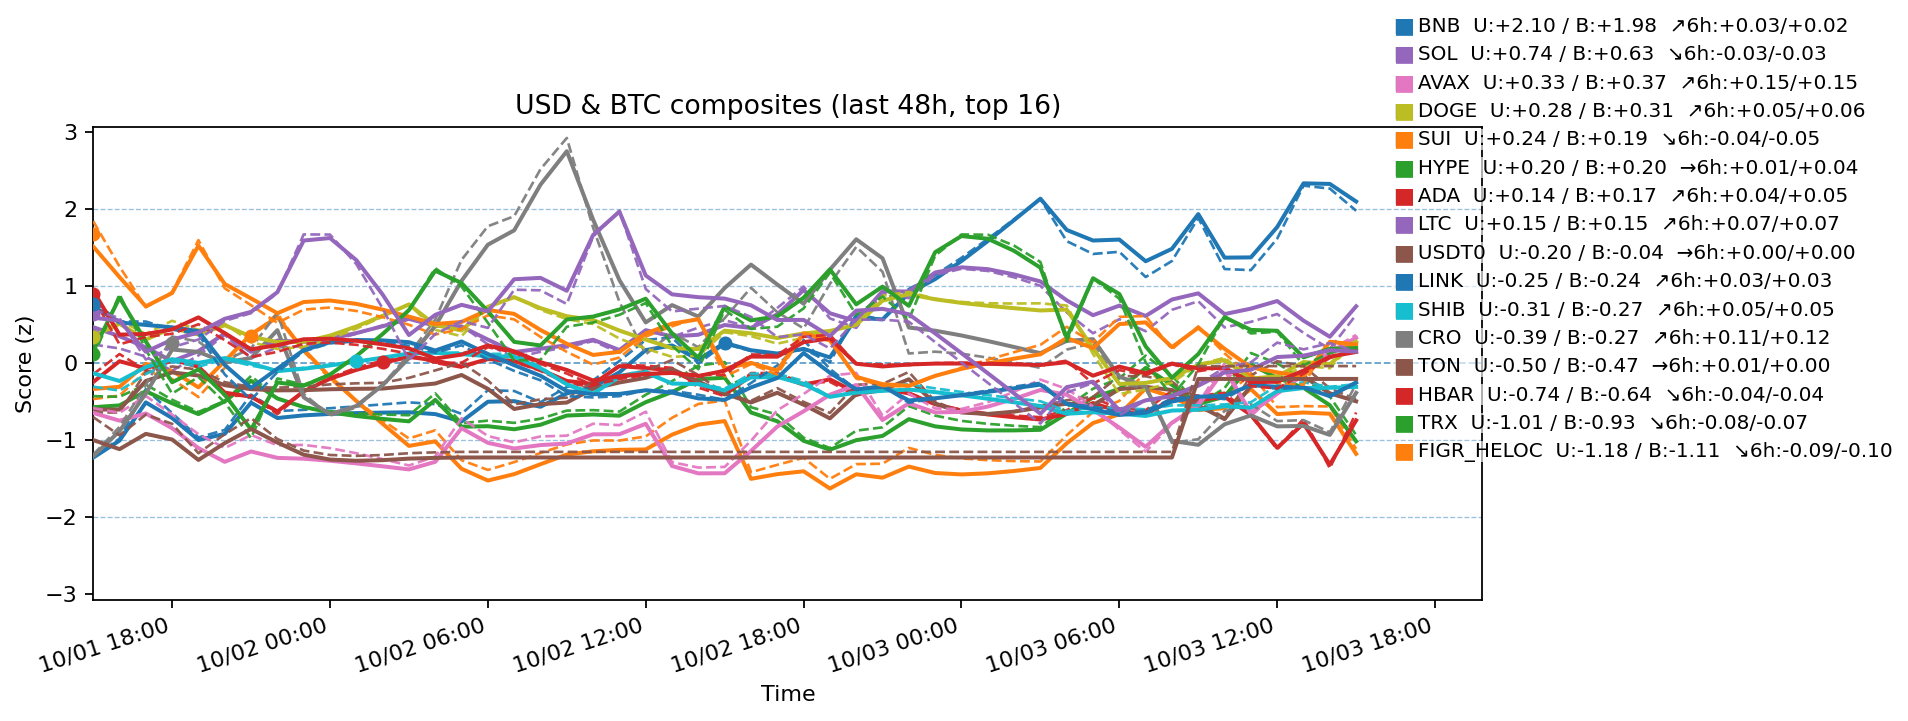 BNB  U:+2.10 / B:+1.98  ↗6h:+0.03/+0.02
SOL  U:+0.74 / B:+0.63  ↘6h:-0.03/-0.03
AVAX  U:+0.33 / B:+0.37  ↗6h:+0.15/+0.15
DOGE  U:+0.28 / B:+0.31  ↗6h:+0.05/+0.06
SUI  U:+0.24 / B:+0.19  ↘6h:-0.04/-0.05
HYPE  U:+0.20 / B:+0.20  →6h:+0.01/+0.04
ADA  U:+0.14 / B:+0.17  ↗6h:+0.04/+0.05
LTC  U:+0.15 / B:+0.15  ↗6h:+0.07/+0.07
USDT0  U:-0.20 / B:-0.04  →6h:+0.00/+0.00
LINK  U:-0.25 / B:-0.24  ↗6h:+0.03/+0.03
SHIB  U:-0.31 / B:-0.27  ↗6h:+0.05/+0.05
CRO  U:-0.39 / B:-0.27  ↗6h:+0.11/+0.12
TON  U:-0.50 / B:-0.47  →6h:+0.01/+0.00
HBAR  U:-0.74 / B:-0.64  ↘6h:-0.04/-0.04
TRX  U:-1.01 / B:-0.93  ↘6h:-0.08/-0.07
FIGR_HELOC  U:-1.18 / B:-1.11  ↘6h:-0.09/-0.10
USD & BTC composites (last 48h, top 16)
Score (z)
3
2
1
0
−1
−2
−3
10/01 18:00
10/02 00:00
10/02 06:00
10/02 12:00
10/02 18:00
10/03 00:00
10/03 06:00
10/03 12:00
10/03 18:00
Time